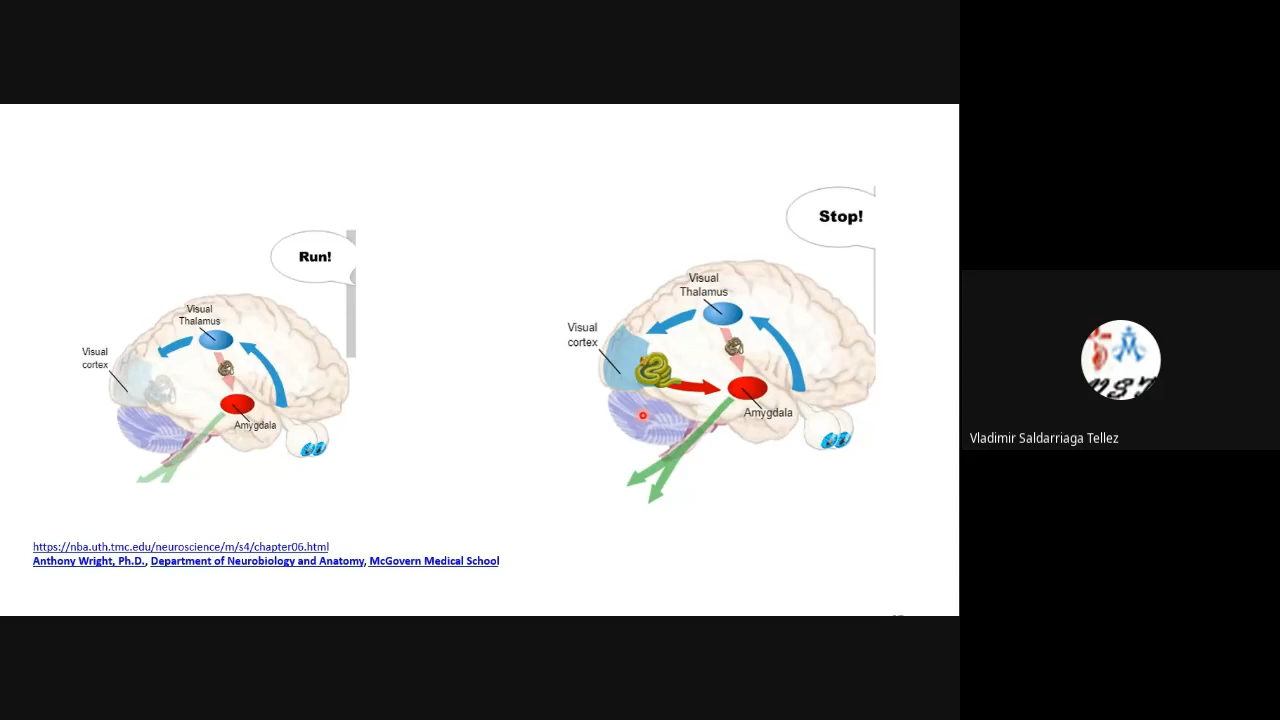 Run!
Visual
Thalamus
Visual
cortex
Amygdala
Stop!
Visual
Thalamus
Visual
cortex
Amygdala
https://nba.uth.tmc.edu/neuroscience/m/s4/chapter06.html
Anthony Wright, Ph.D., Department of Neurobiology and Anatomy, McGovern Medical School
Vladimir Saldarriaga Tellez